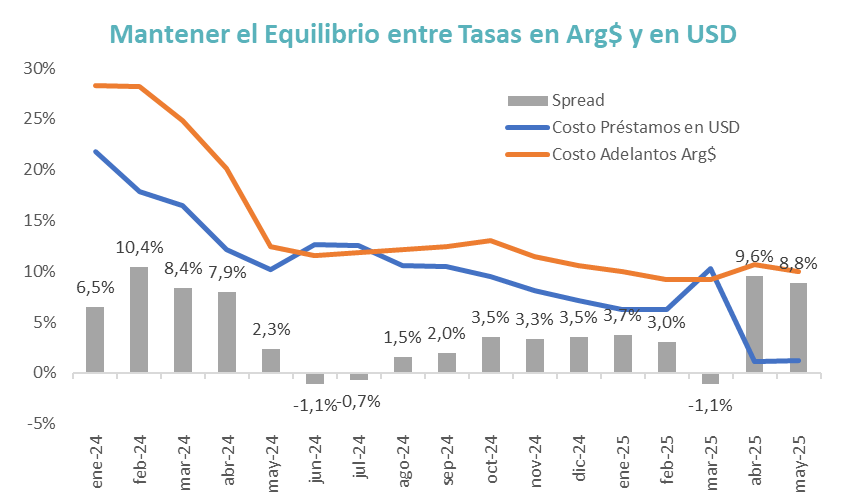 Mantener el Equilibrio entre Tasas en Arg$ y en USD
30%
25%
20%
15%
10%
5%
0%
-5%
Spread
Costo Préstamos en USD
Costo Adelantos Arg$
6,5%
10,4%
8,4%
7,9%
2,3%
-1,1%
-0,7%
1,5%
2,0%
3,5%
3,3%
3,5%
3,7%
3,0%
-1,1%
9,6%
8,8%
ene-24
feb-24
mar-24
abr-24
may-24
jun-24
jul-24
ago-24
sep-24
oct-24
nov-24
dic-24
ene-25
feb-25
mar-25
abr-25
may-25